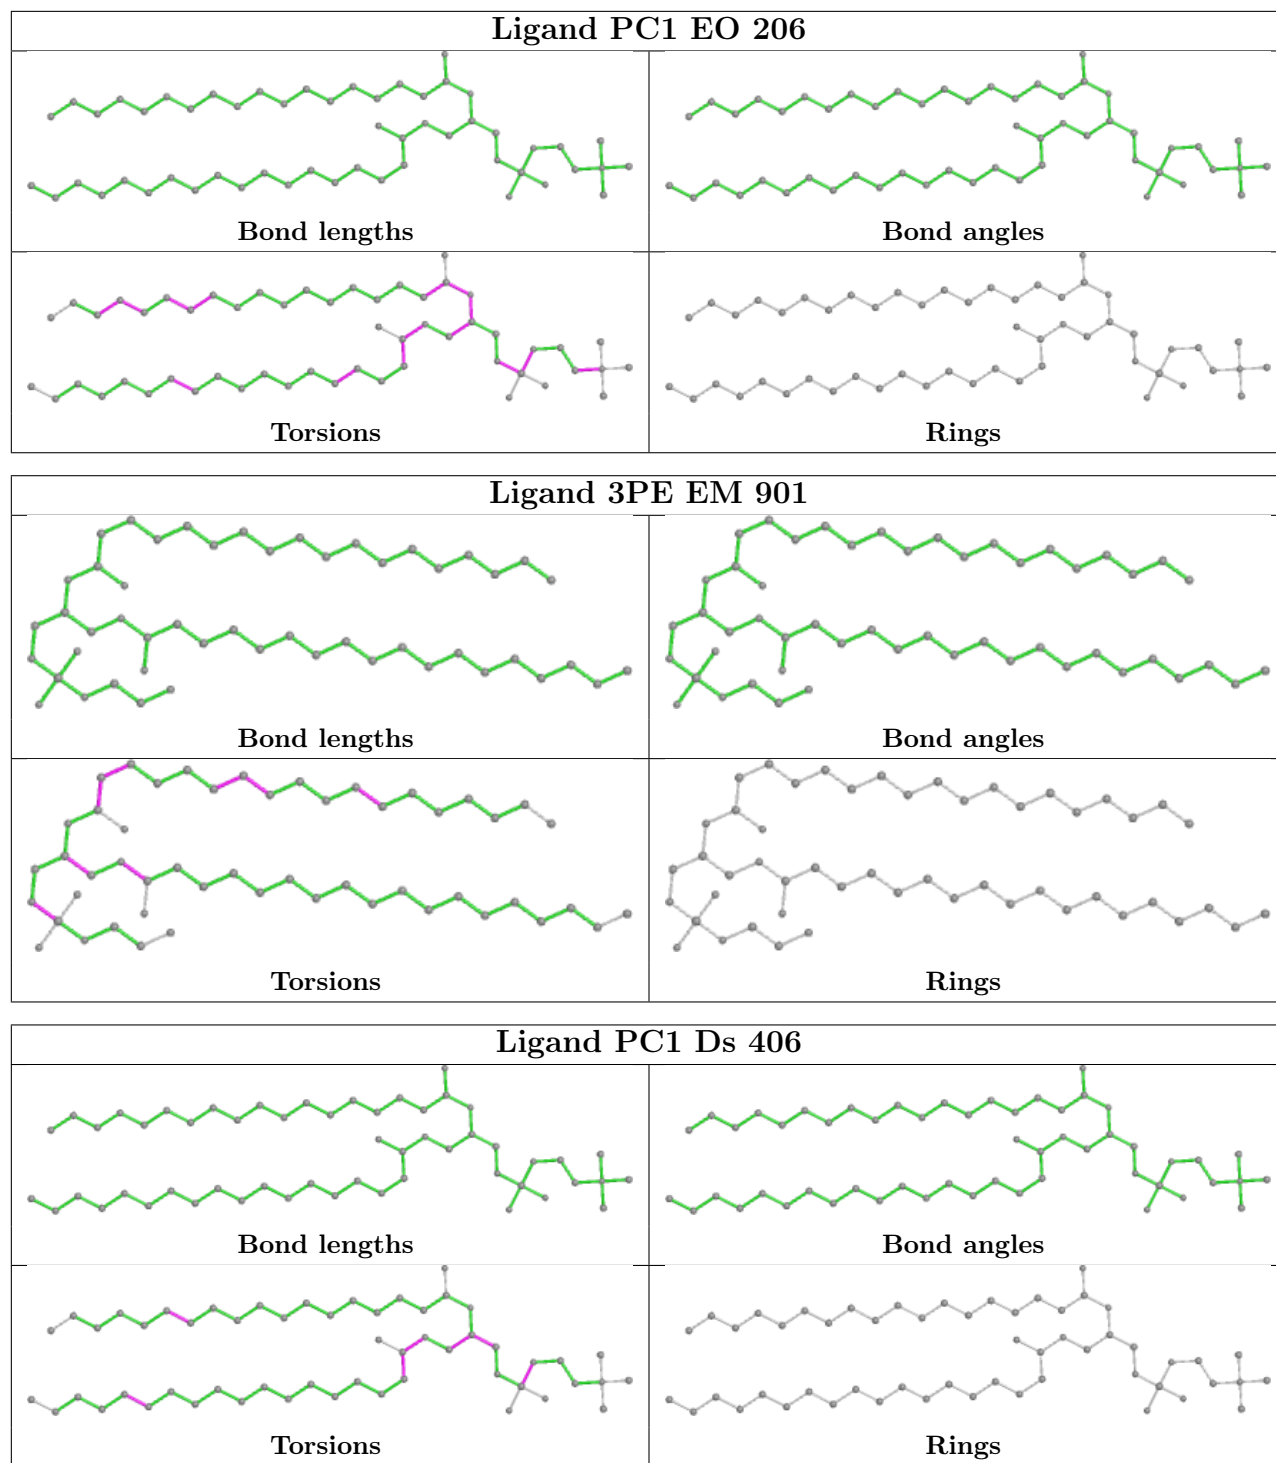 Ligand PC1 EO 206
Bond lengths
Bond angles
Torsions
Rings
Ligand 3PE EM 901
Bond lengths
Bond angles
Torsions
Rings
Ligand PC1 Ds 406
Bond lengths
Bond angles
Torsions
Rings